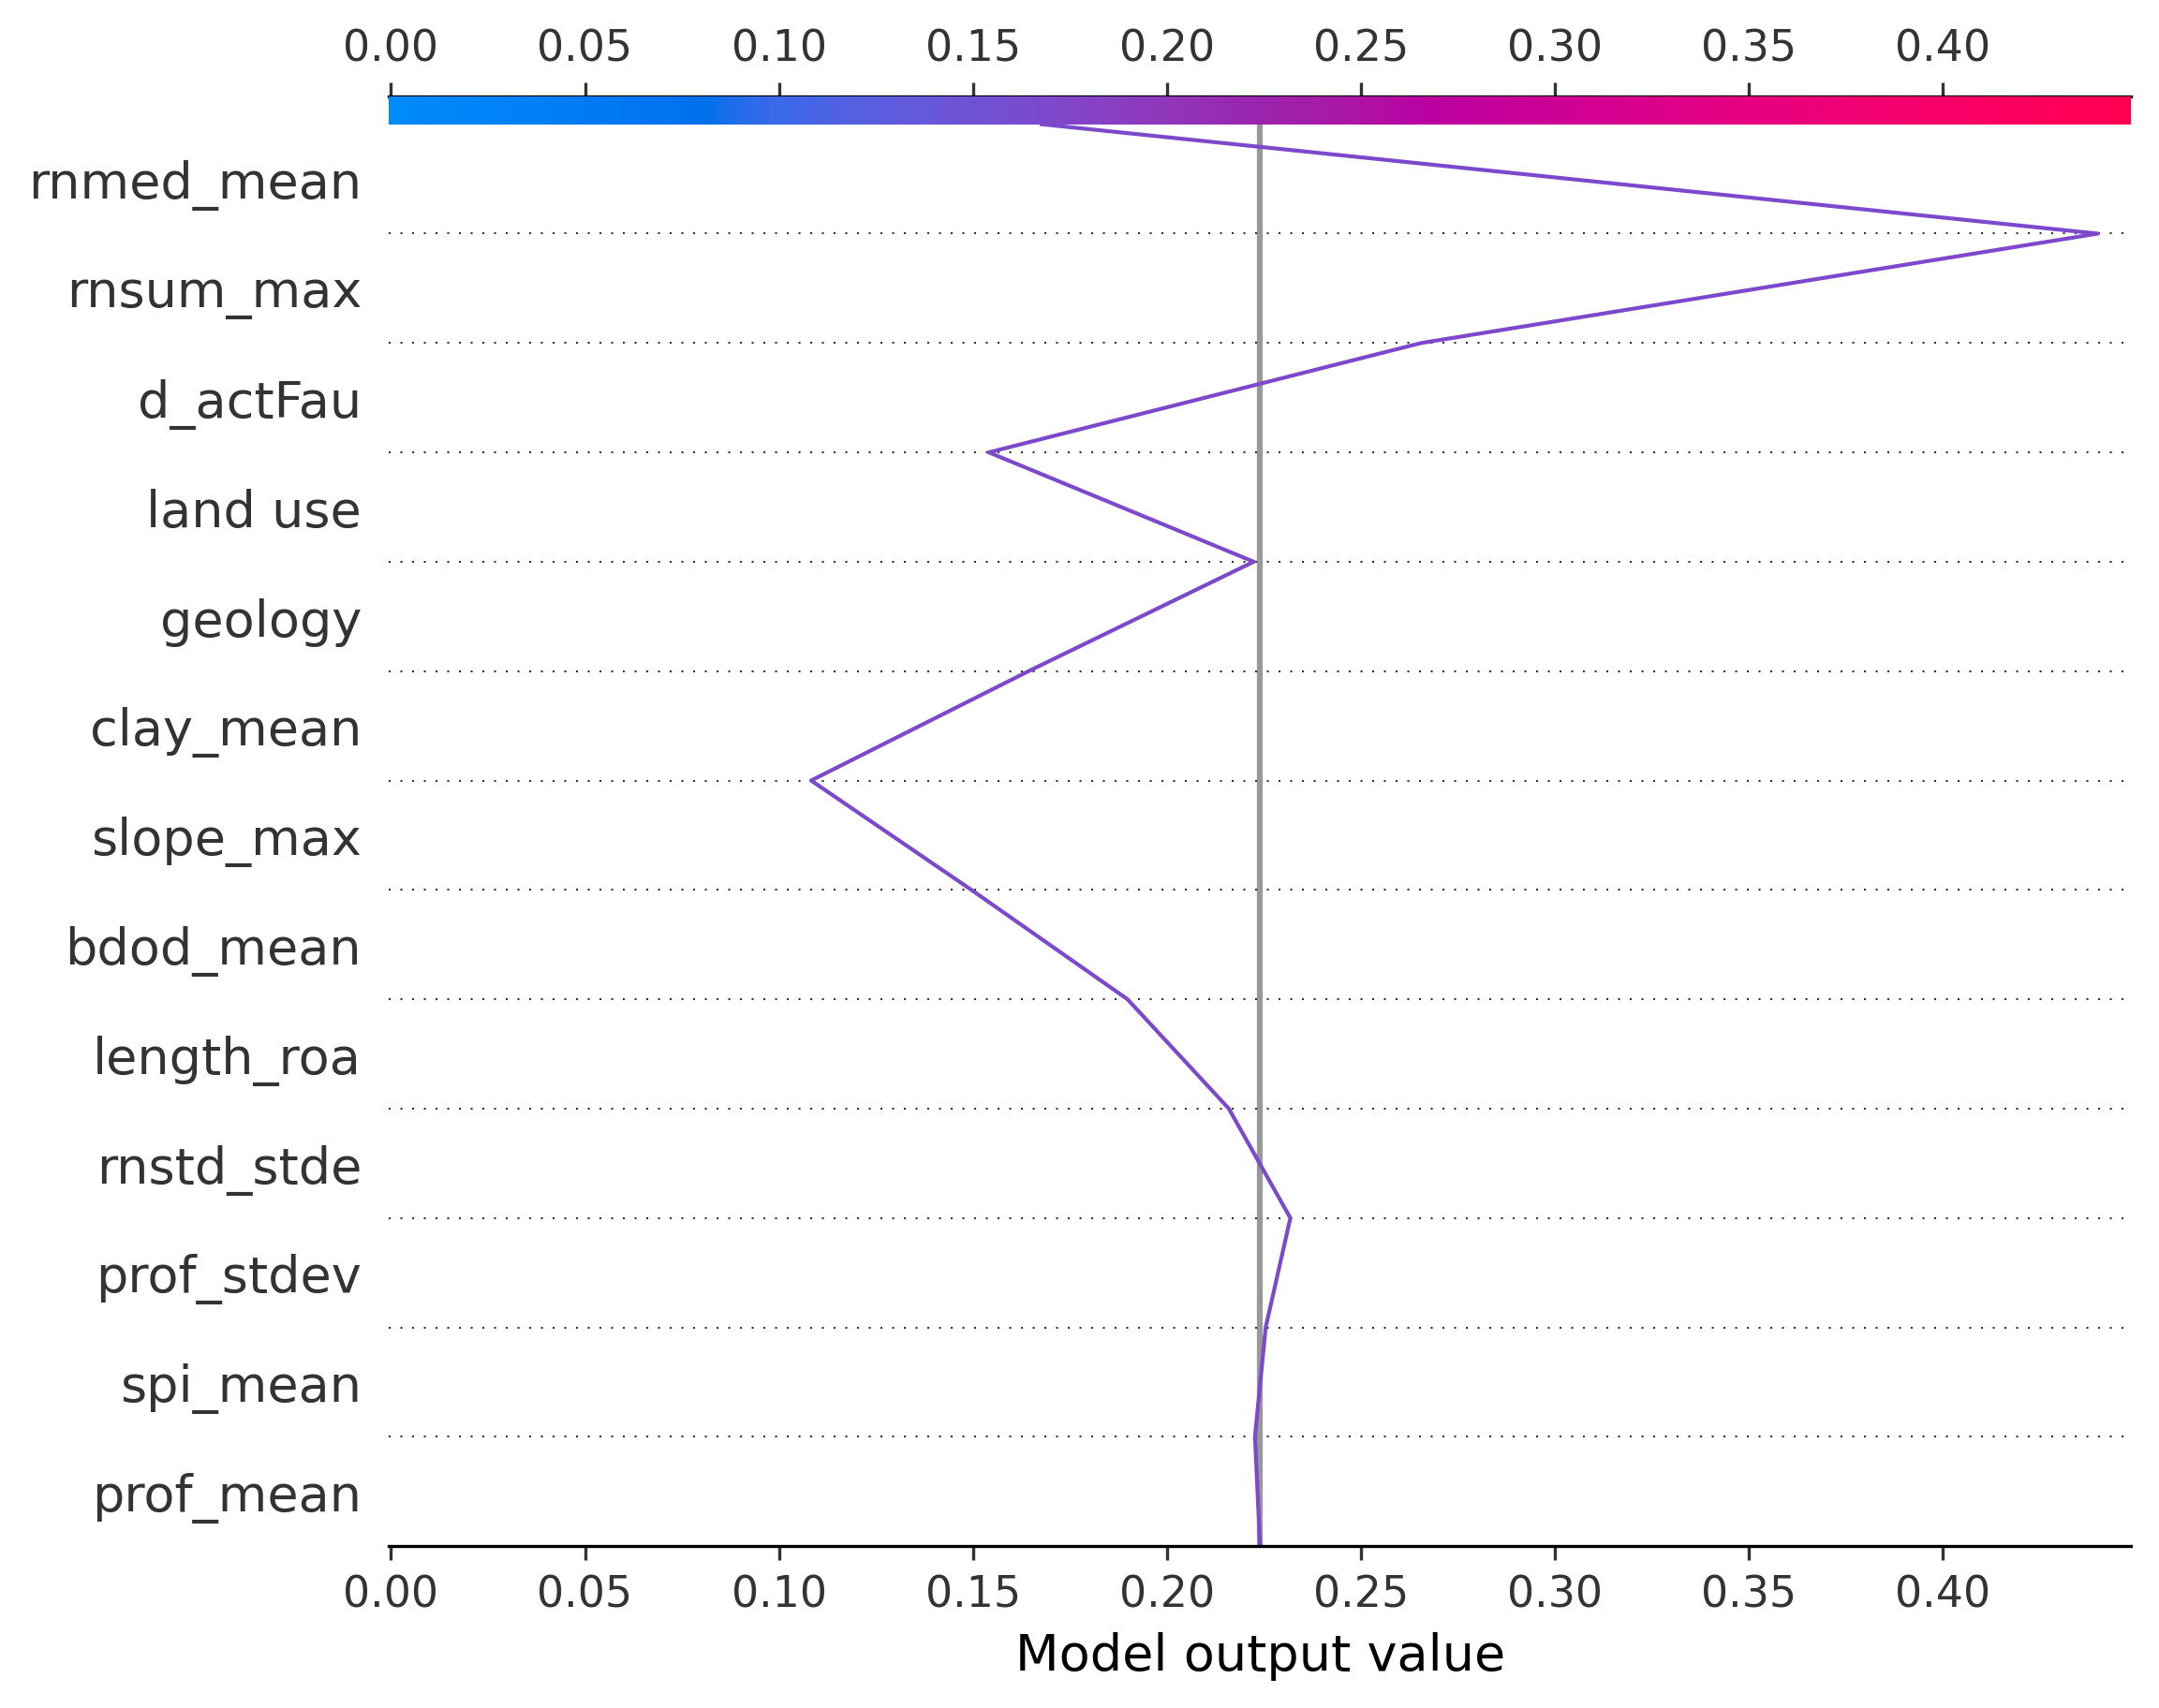 0.00 0.05 0.10 0.15 0.20 0.25 0.30 0.35 0.40
rnmed_mean
rnsum_max
d_actFau
land use
geology
clay_mean
slope_max
bdod_mean
length_roa
rnstd_stde
prof_stdev
spi_mean
prof_mean
0.00 0.05 0.10 0.15 0.20 0.25 0.30 0.35 0.40
Model output value